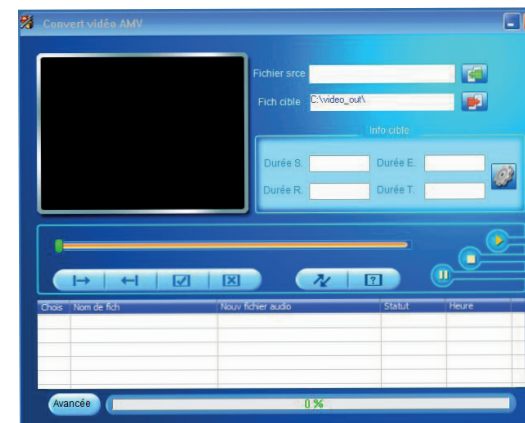 Convert vidéo AMV
Fichier srce
Fich cible C:\video_out\
Info cible
Durée S. Durée E.
Durée R. Durée T.
Chois Nom de fich Nouv fichier audio Statut Heure
Avancée 0 %